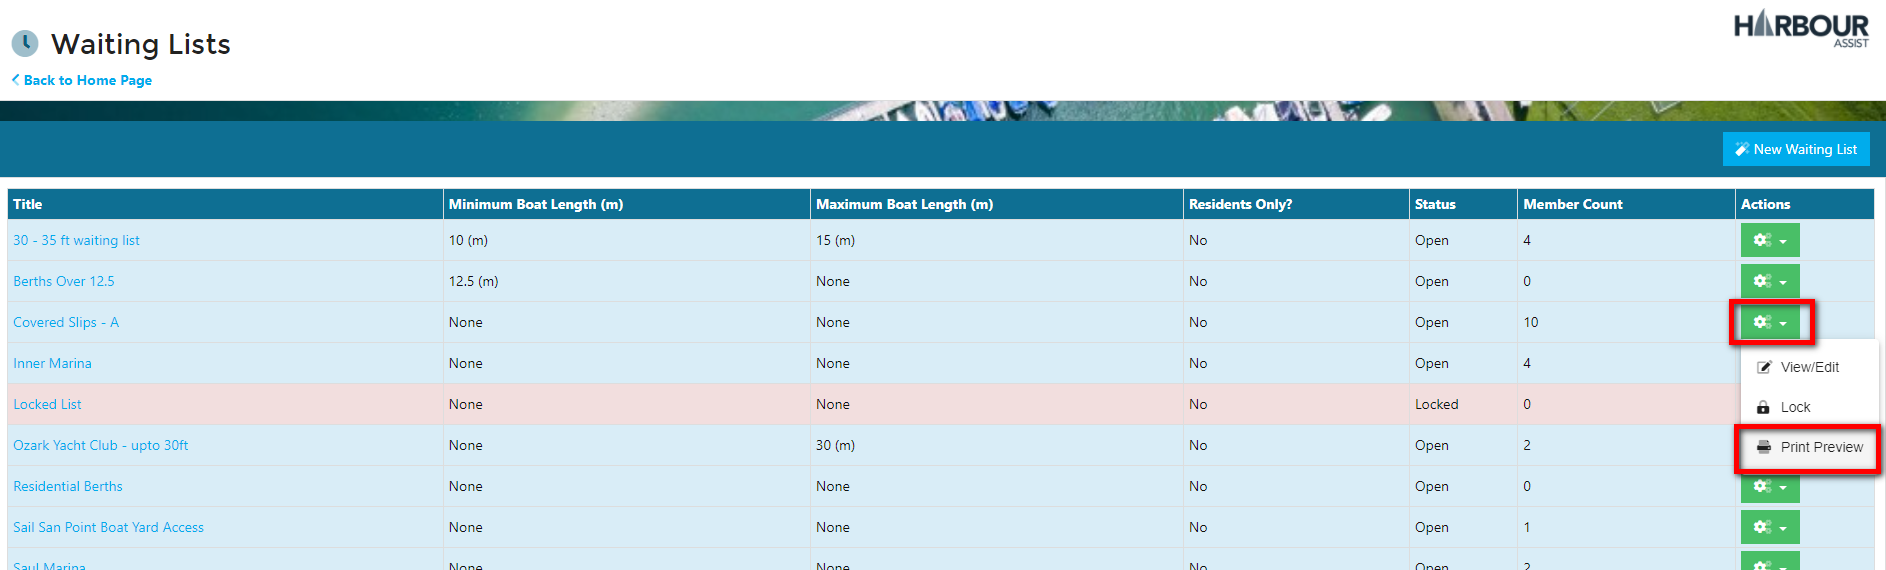 HARBOUR
ASSIST
Waiting Lists
Back to Home Page
New Waiting List
Title Minimum Boat Length (m) Maximum Boat Length (m) Residents Only? Status Member Count Actions
30 - 35 ft waiting list 10 (m) 15 (m) No Open 4
Berths Over 12.5 12.5 (m) None No Open 0
Covered Slips - A None None No Open 10
Inner Marina None None No Open 4
View/Edit
Locked List None None No Locked 0
Lock
Ozark Yacht Club - upto 30ft None 30 (m) No Open 2
Print Preview
Residential Berths None None No Open 0
Sail San Point Boat Yard Access None None No Open 1
Saul Marina None None No Open 2